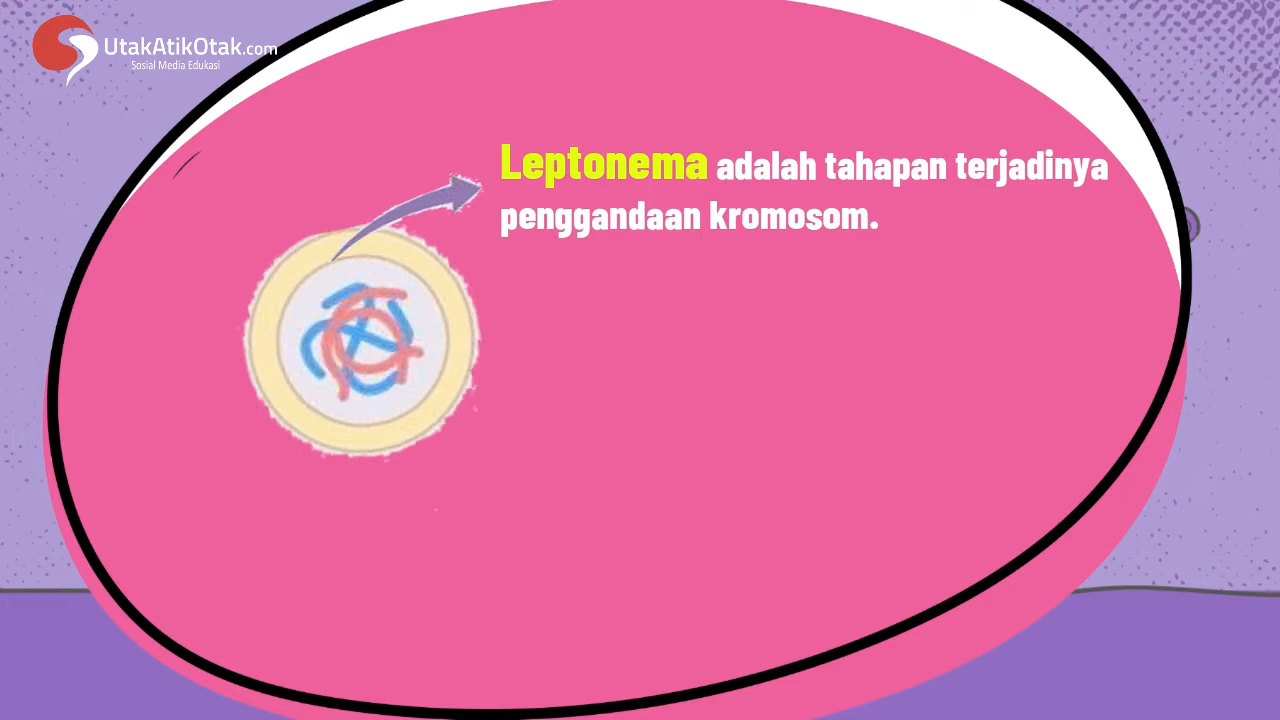 UtakAtikOtak.com
Sosial Media Edukasi
Leptonema adalah tahapan terjadinya
penggandaan kromosom.